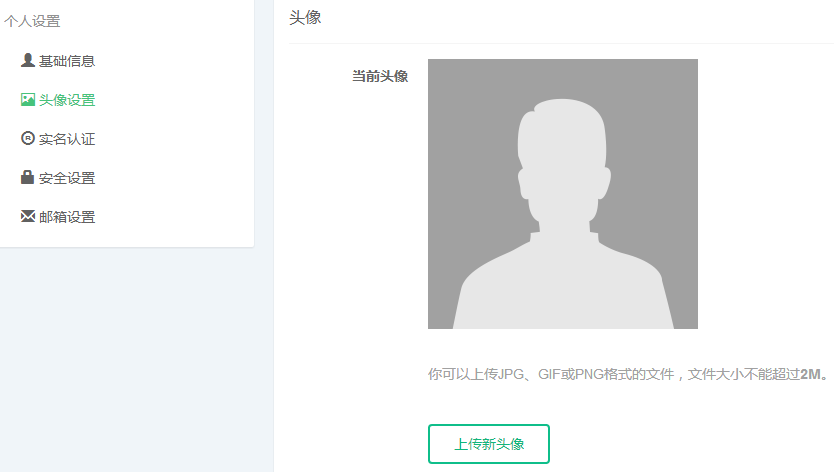 个人设置
基础信息
头像设置
实名认证
安全设置
邮箱设置
头像
当前头像
你可以上传JPG、GIF或PNG格式的文件，文件大小不能超过2M。
上传新头像